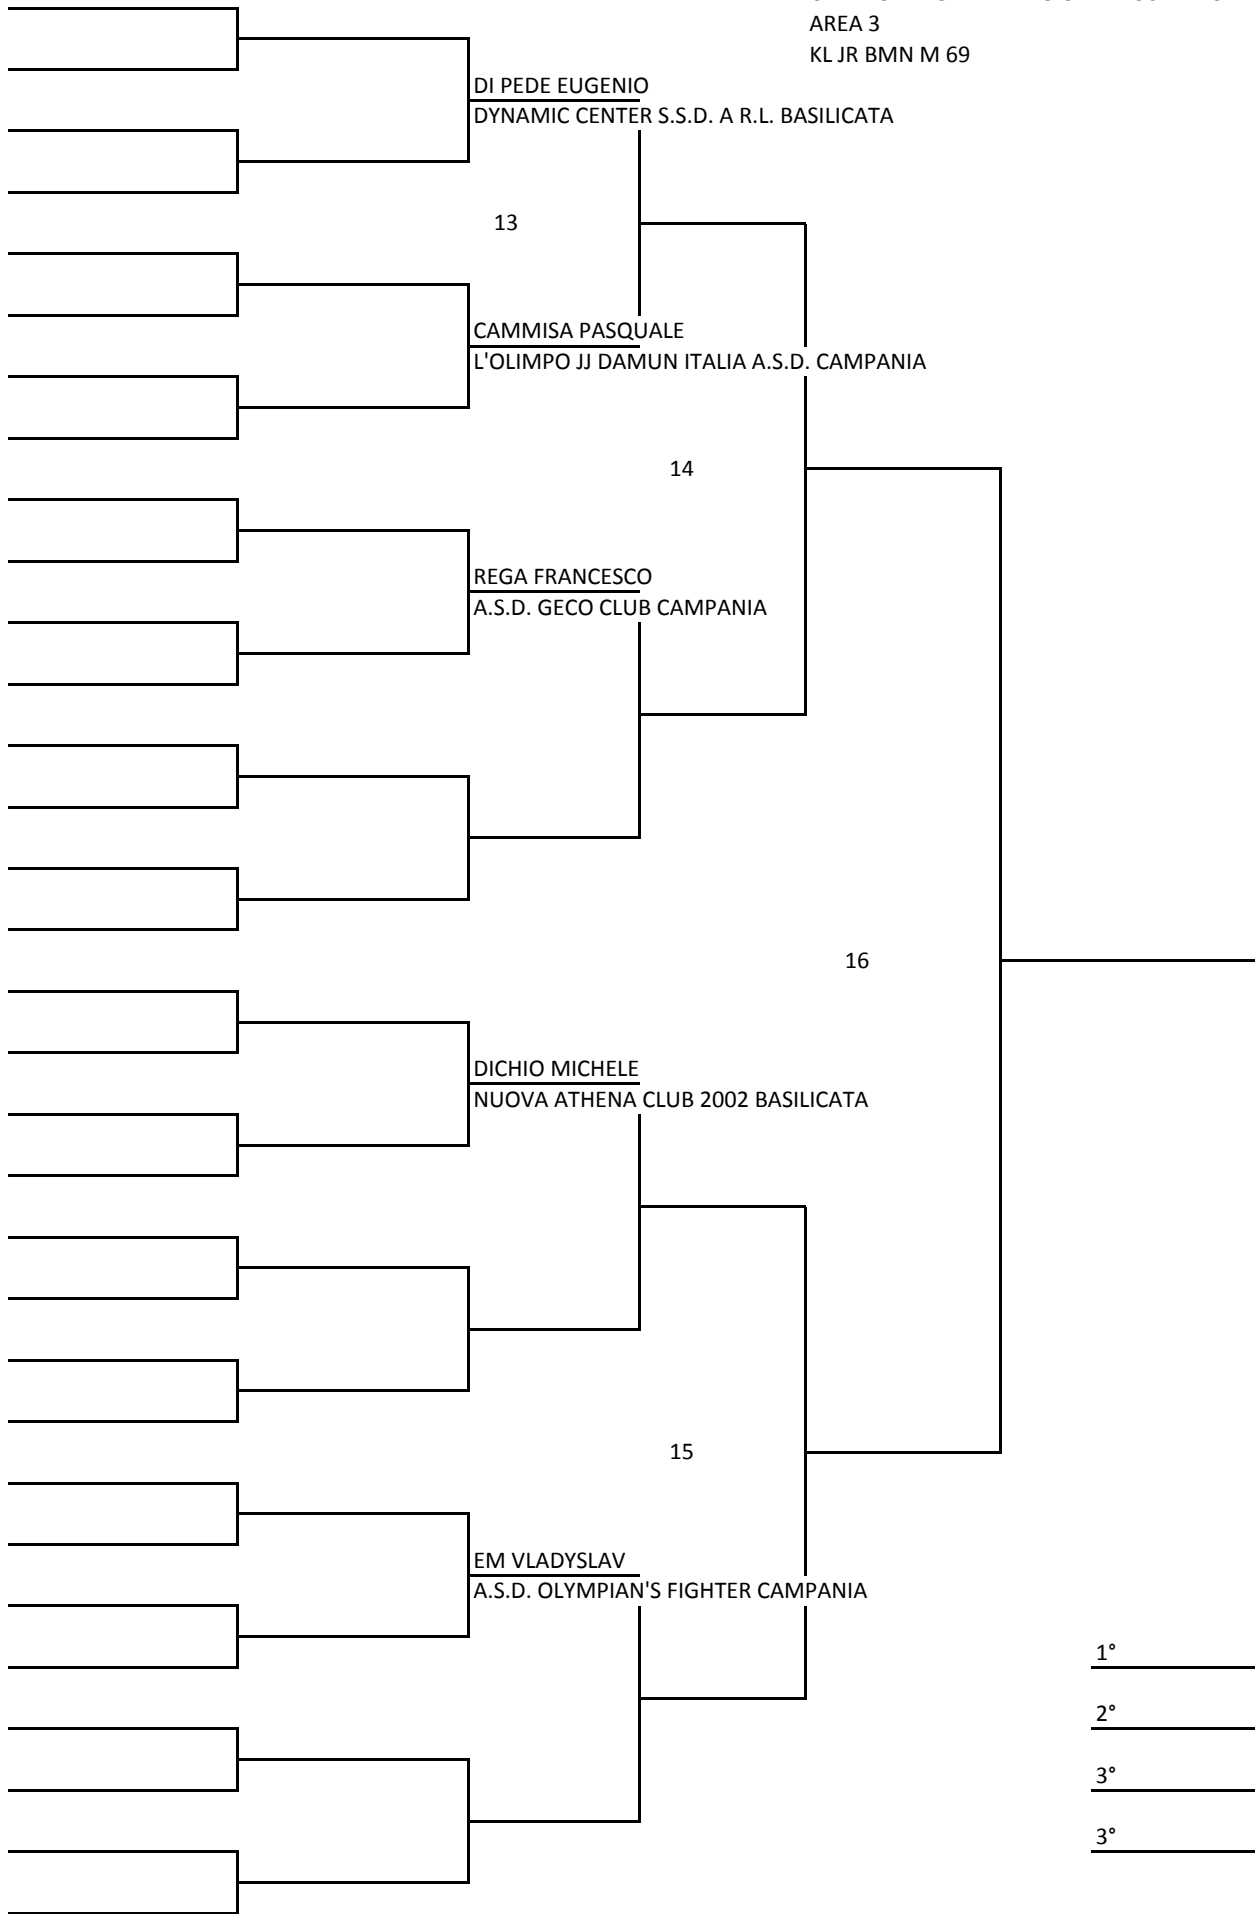 AREA 3
KL JR BMN M 69
DI PEDE EUGENIO
DYNAMIC CENTER S.S.D. A R.L. BASILICATA
13
CAMMISA PASQUALE
L'OLIMPO JJ DAMUN ITALIA A.S.D. CAMPANIA
14
REGA FRANCESCO
A.S.D. GECO CLUB CAMPANIA
16
DICHIO MICHELE
NUOVA ATHENA CLUB 2002 BASILICATA
15
EM VLADYSLAV
A.S.D. OLYMPIAN'S FIGHTER CAMPANIA
1°
2°
3°
3°